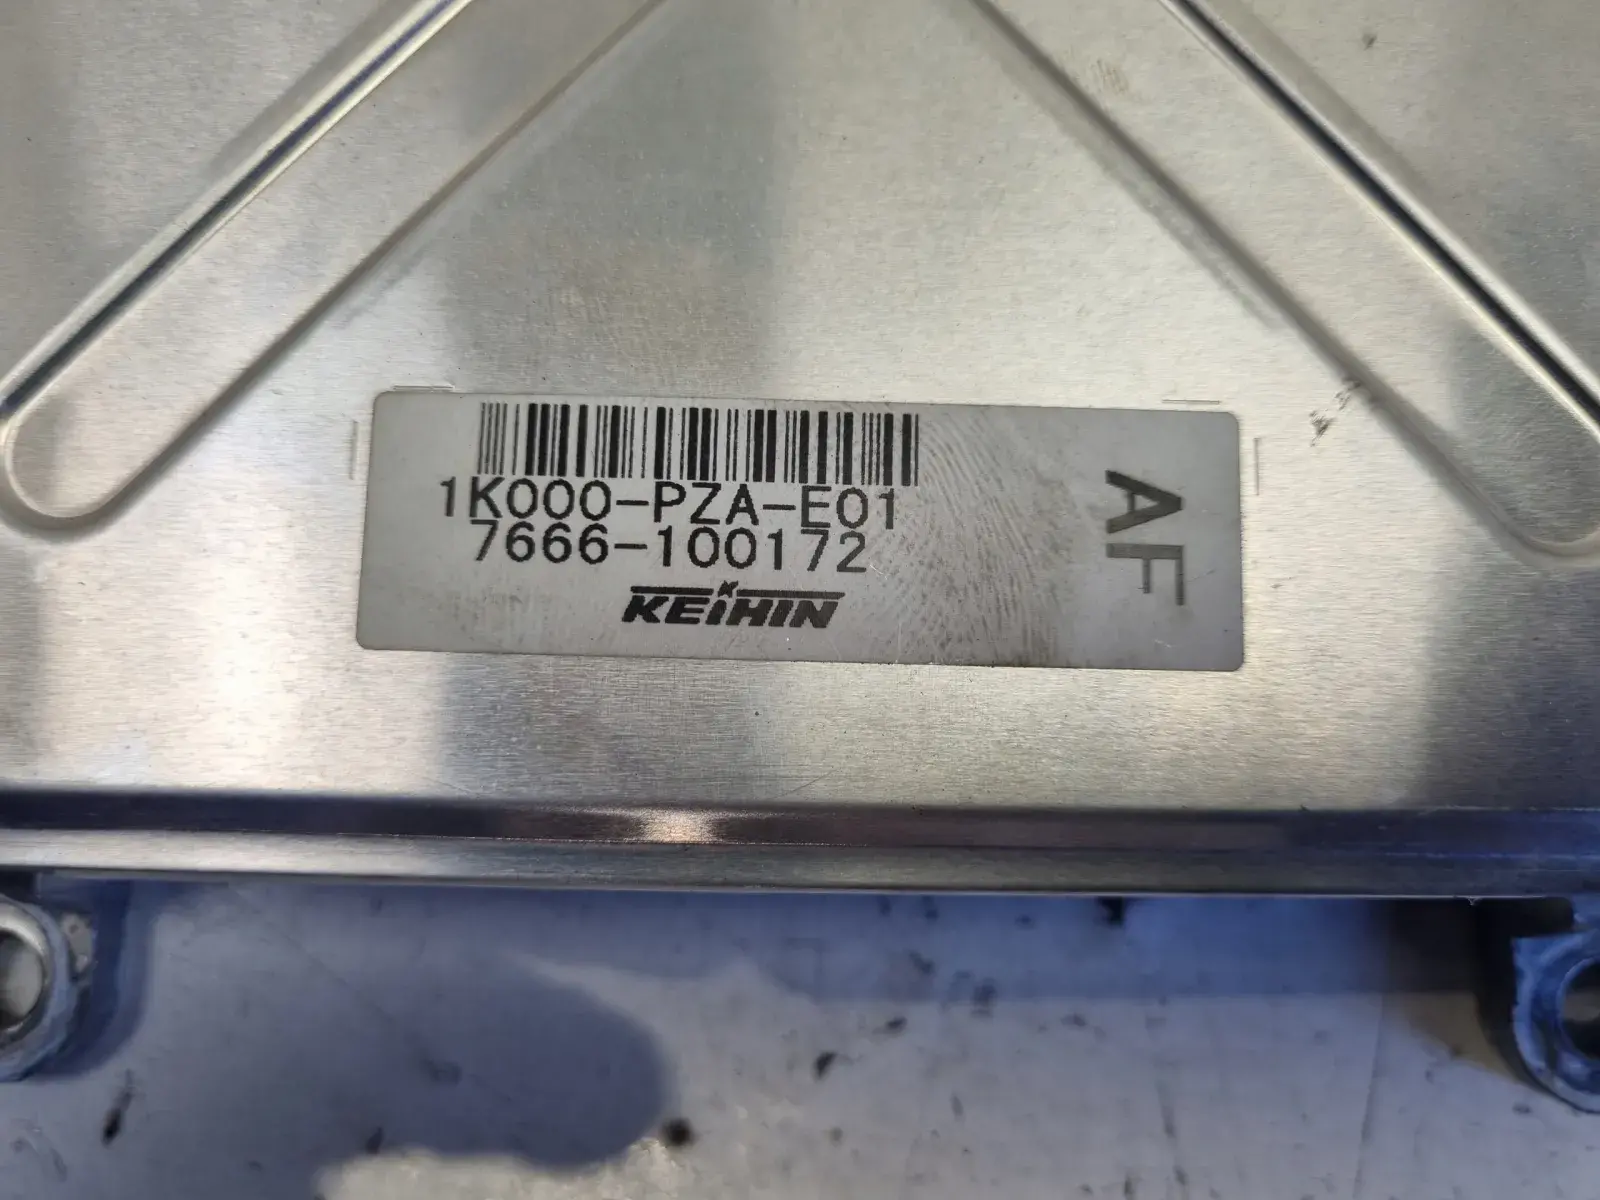 1K000-PZA-E01
7666-100172
KEIHIN
AF